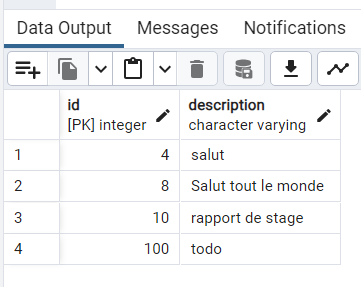 Data Output Messages Notifications
id description
[PK] integer character varying
1 4 salut
2 8 Salut tout le monde
3 10 rapport de stage
4 100 todo